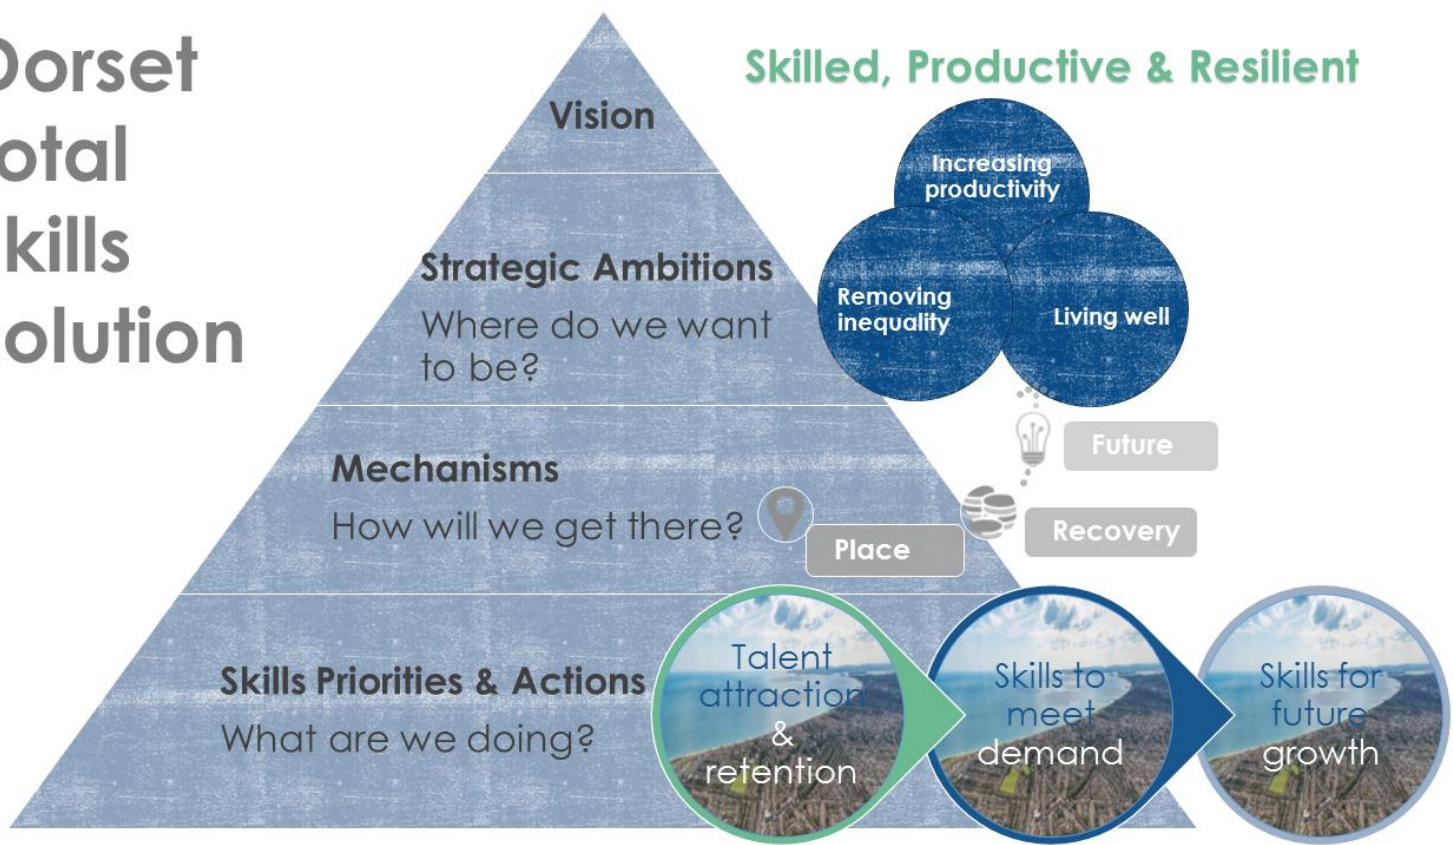 Dorset
otal
kills
olution
Vision
Skilled, Productive & Resilient
Increasing
productivity
Removing
inequality
Living well
Strategic Ambitions
Where do we want
to be?
Future
Mechanisms
How will we get there?
Place
Recovery
Skills Priorities & Actions
What are we doing?
Talent
attraction
&
retention
Skills to
meet
demand
Skills for
future
growth